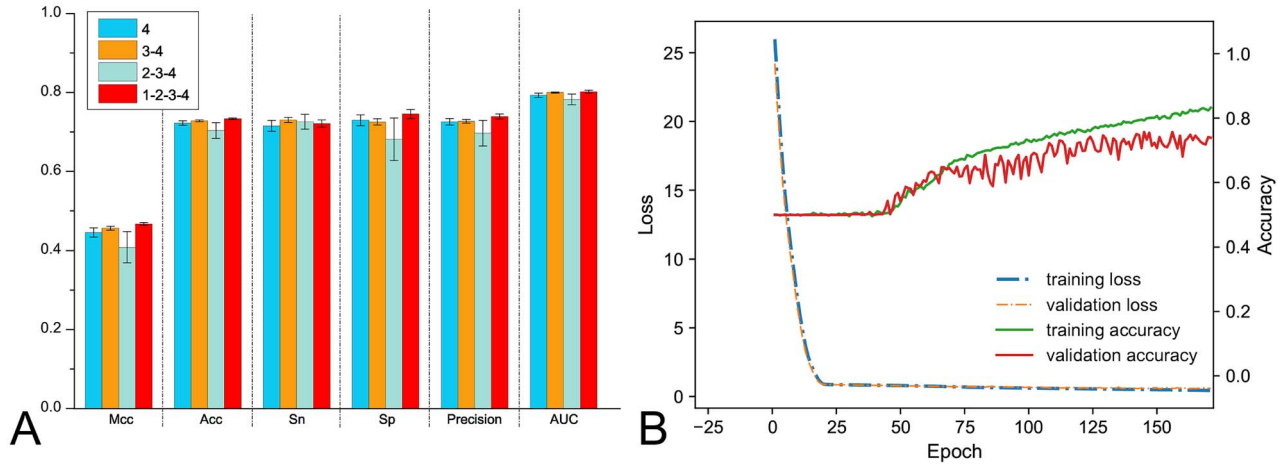 1.0
0.8
0.6
0.4
0.2
0.0
4
3-4
2-3-4
1-2-3-4
Mcc Acc Sn Sp Precision AUC
A
25
20
15
10
5
0
Loss
1.0
0.8
0.6
0.4
0.2
0.0
Accuracy
training loss
validation loss
training accuracy
validation accuracy
−25 0 25 50 75 100 125 150
Epoch
B